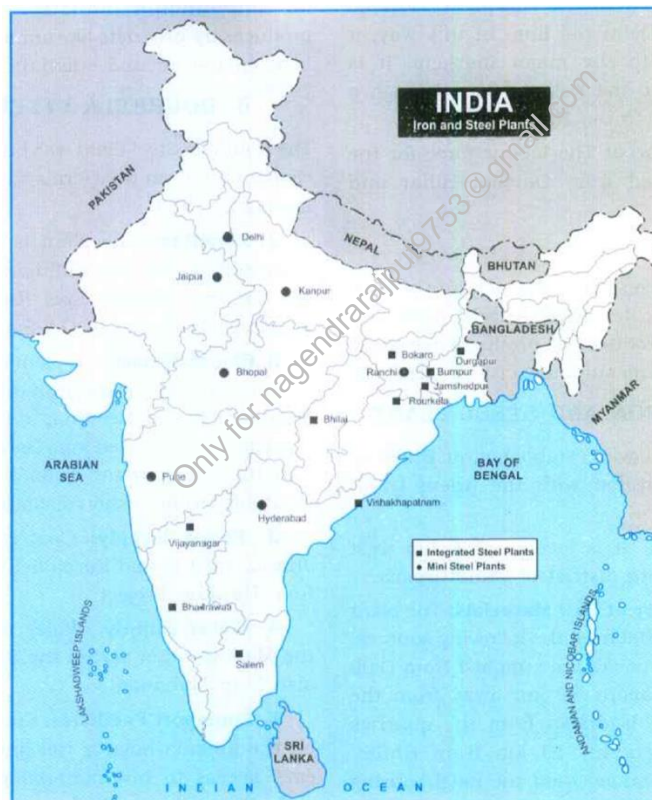 INDIA
Iron and Steel Plants
PAKISTAN
Delhi
NEPAL
Jaipur
Kanpur
BHUTAN
BANGLADESH
Bokaro
Durgapur
Bhopal
Ranchi
Burnpur
Jamshedpur
Rourkela
MYANMAR
Bhilai
ARABIAN
SEA
Pune
BAY OF
BENGAL
Hyderabad
Vishakhapatnam
Vijayanagar
Integrated Steel Plants
Mini Steel Plants
Bhadrawati
LAKSHADWEEP ISLANDS
Salem
ANDAMAN AND NICOBAR ISLANDS
SRI
LANKA
INDIAN OCEAN
Only for nagendrarajput9753@gmail.com